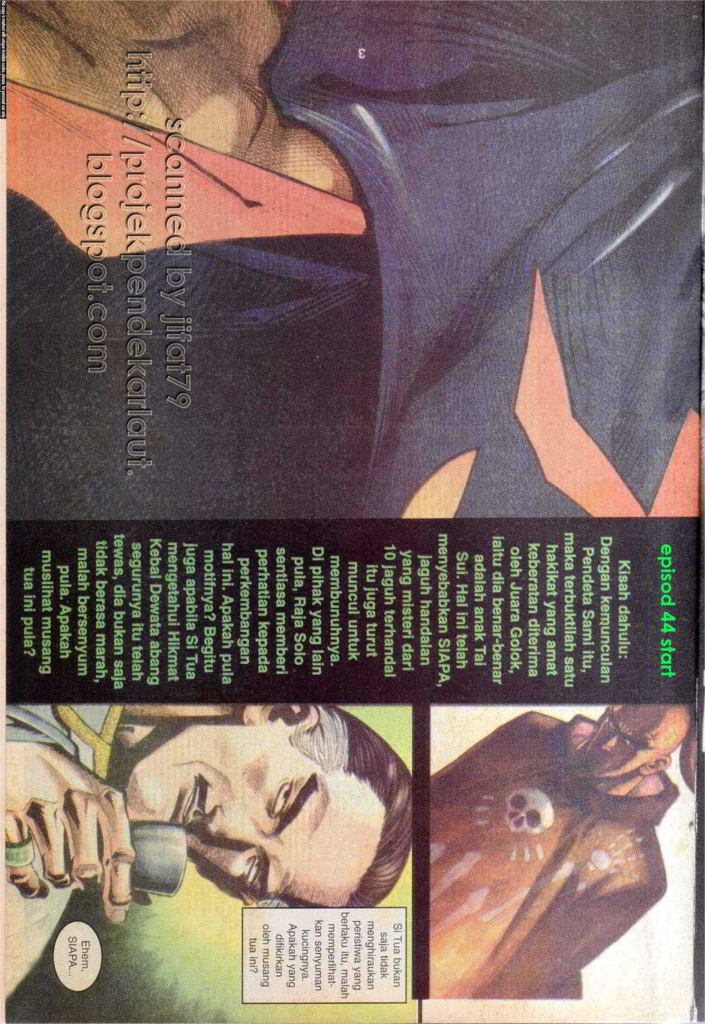 episod 44 start
Kisah dahulu:
Dengan kemunculan
Pendeta Sami itu,
maka terbuktilah satu
hakikat yang amat
keberatan diterima
oleh Juara Golok,
iaitu dia benar-benar
adalah anak Tai
Sui. Hal ini telah
menyebabkan SIAPA,
jaguh handalan
yang misteri dari
10 jaguh terhandal
itu juga turut
muncul untuk
membunuhnya.
Di pihak yang lain
pula, Raja Solo
sentiasa memberi
perhatian kepada
perkembangan
hal ini. Apakah pula
motifnya? Begitu
juga apabila Si Tua
mengetahui Hikmat
Kebal Dewata abang
segurunya itu telah
tewas, dia bukan saja
tidak berasa marah,
malah bersenyum
pula. Apakah
muslihat musang
tua ini pula?
Si Tua bukan
saja tidak
menghiraukan
peristiwa yang
berlaku itu, malah
memperlihat-
kan senyuman
kucingnya.
Apakah yang
difikirkan
oleh musang
tua ini?
Ehem,
SIAPA...
3
scanned by jifat79
http://projekpendekarlaut.
blogspot.com